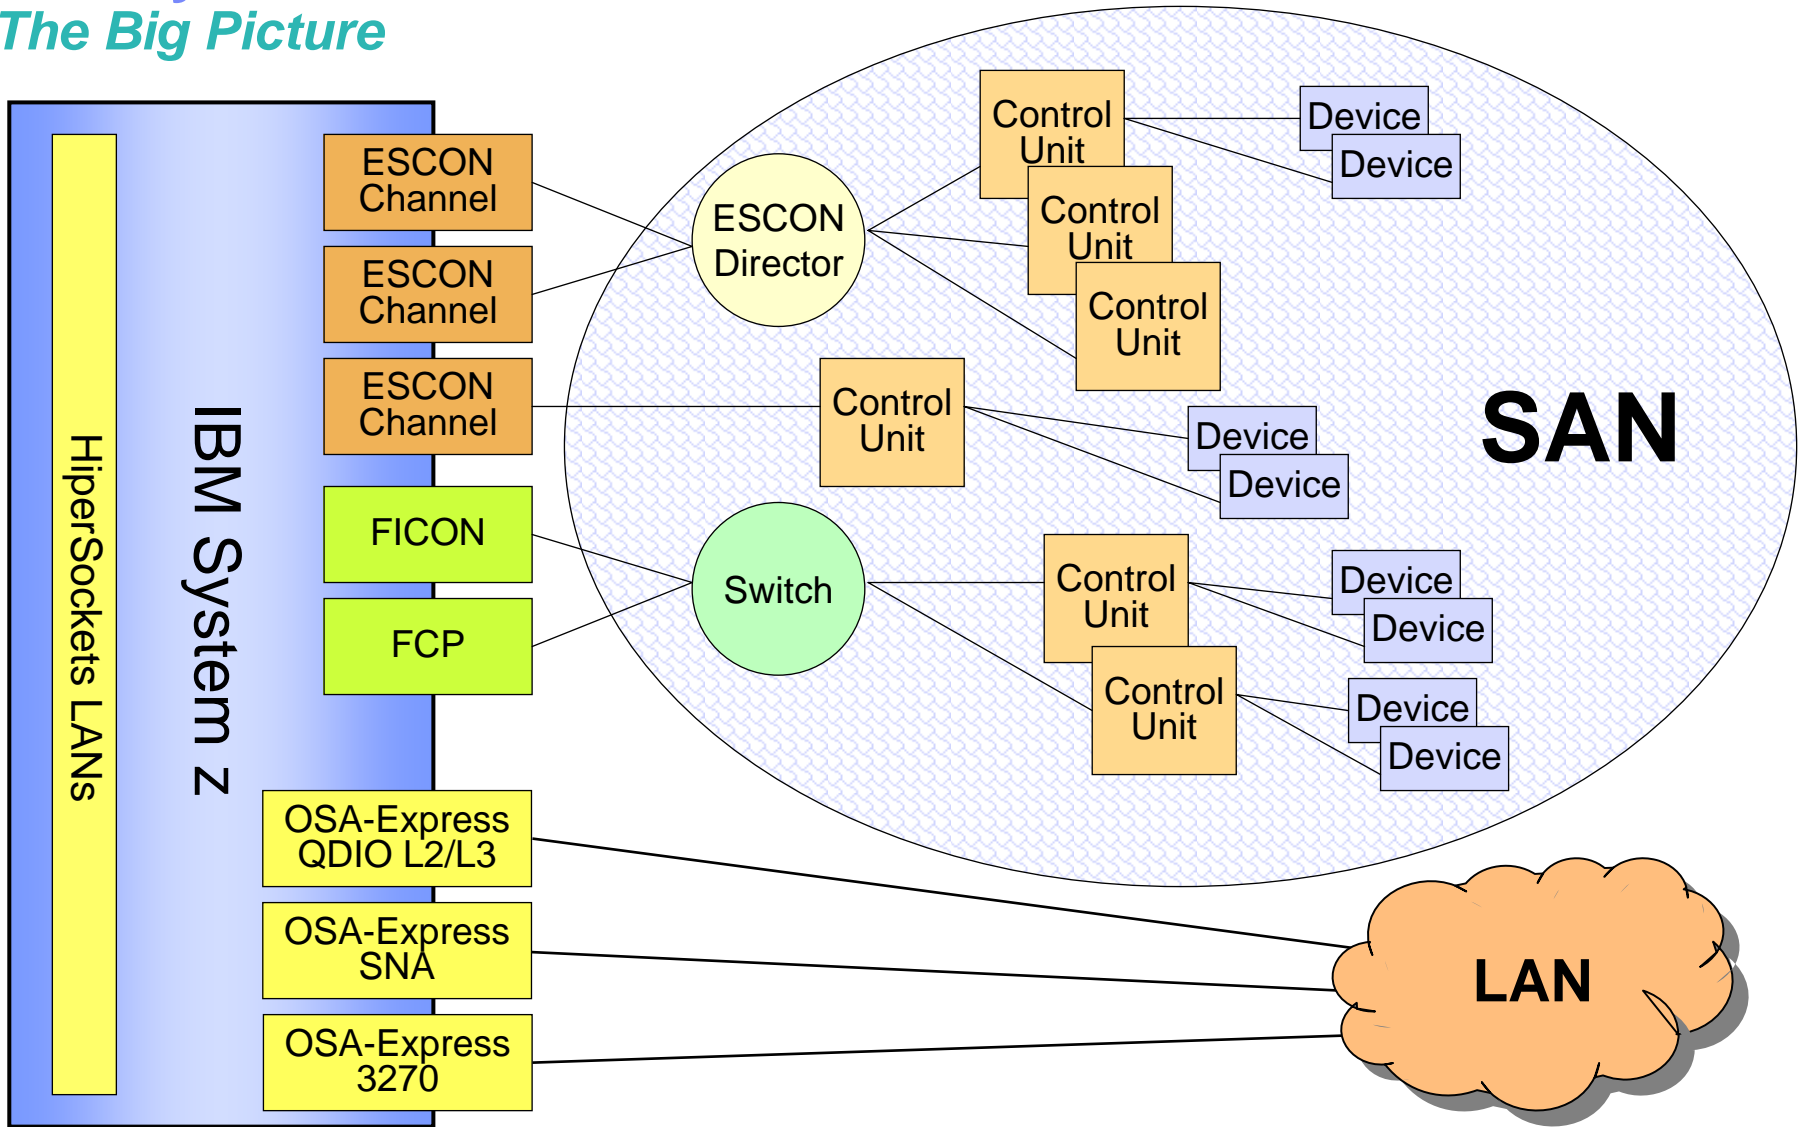 The Big Picture
HiperSockets LANs
IBM System z
ESCON
Channel
ESCON
Channel
ESCON
Channel
FICON
FCP
OSA-Express
QDIO L2/L3
OSA-Express
SNA
OSA-Express
3270
ESCON
Director
Switch
Control
Unit
Control
Unit
Control
Unit
Control
Unit
Control
Unit
Control
Unit
Device
Device
Device
Device
Device
Device
Device
Device
SAN
LAN